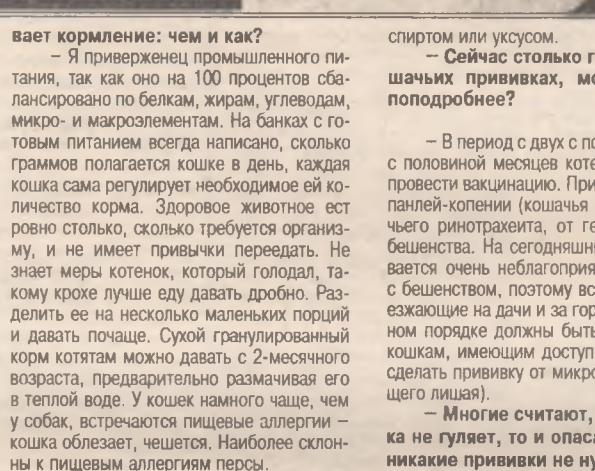 вает кормление: чем и как?
– Я приверженец промышленного пи-
тания, так как оно на 100 процентов сба-
лансировано по белкам, жирам, углеводам,
микро- и макроэлементам. На банках с го-
товым питанием всегда написано, сколько
граммов полагается кошке в день, каждая
кошка сама регулирует необходимое ей ко-
личество корма. Здоровое животное ест
ровно столько, сколько требуется организ-
му, и не имеет привычки переедать. Не
знает меры котенок, который голодал, та-
кому крохе лучше еду давать дробно. Раз-
делить ее на несколько маленьких порций
и давать почаще. Сухой гранулированный
корм котятам можно давать с 2-месячного
возраста, предварительно размачивая его
в теплой воде. У кошек намного чаще, чем
у собак, встречаются пищевые аллергии –
кошка облезает, чешется. Наиболее склон-
ны к пищевым аллергиям персы.
спиртом или уксусом.
– Сейчас столько г
шачьих прививках, мо
поподробнее?
– В период с двух с по
с половиной месяцев коте
провести вакцинацию. При
панлей-копении (кошачья
чьего ринотрахеита, от ге
бешенства. На сегодняшн
вается очень неблагоприя
с бешенством, поэтому вс
езжающие на дачи и за гор
ном порядке должны быть
кошкам, имеющим доступ
сделать прививку от микро
щего лишая).
– Многие считают,
ка не гуляет, то и опаса
никакие прививки не ну